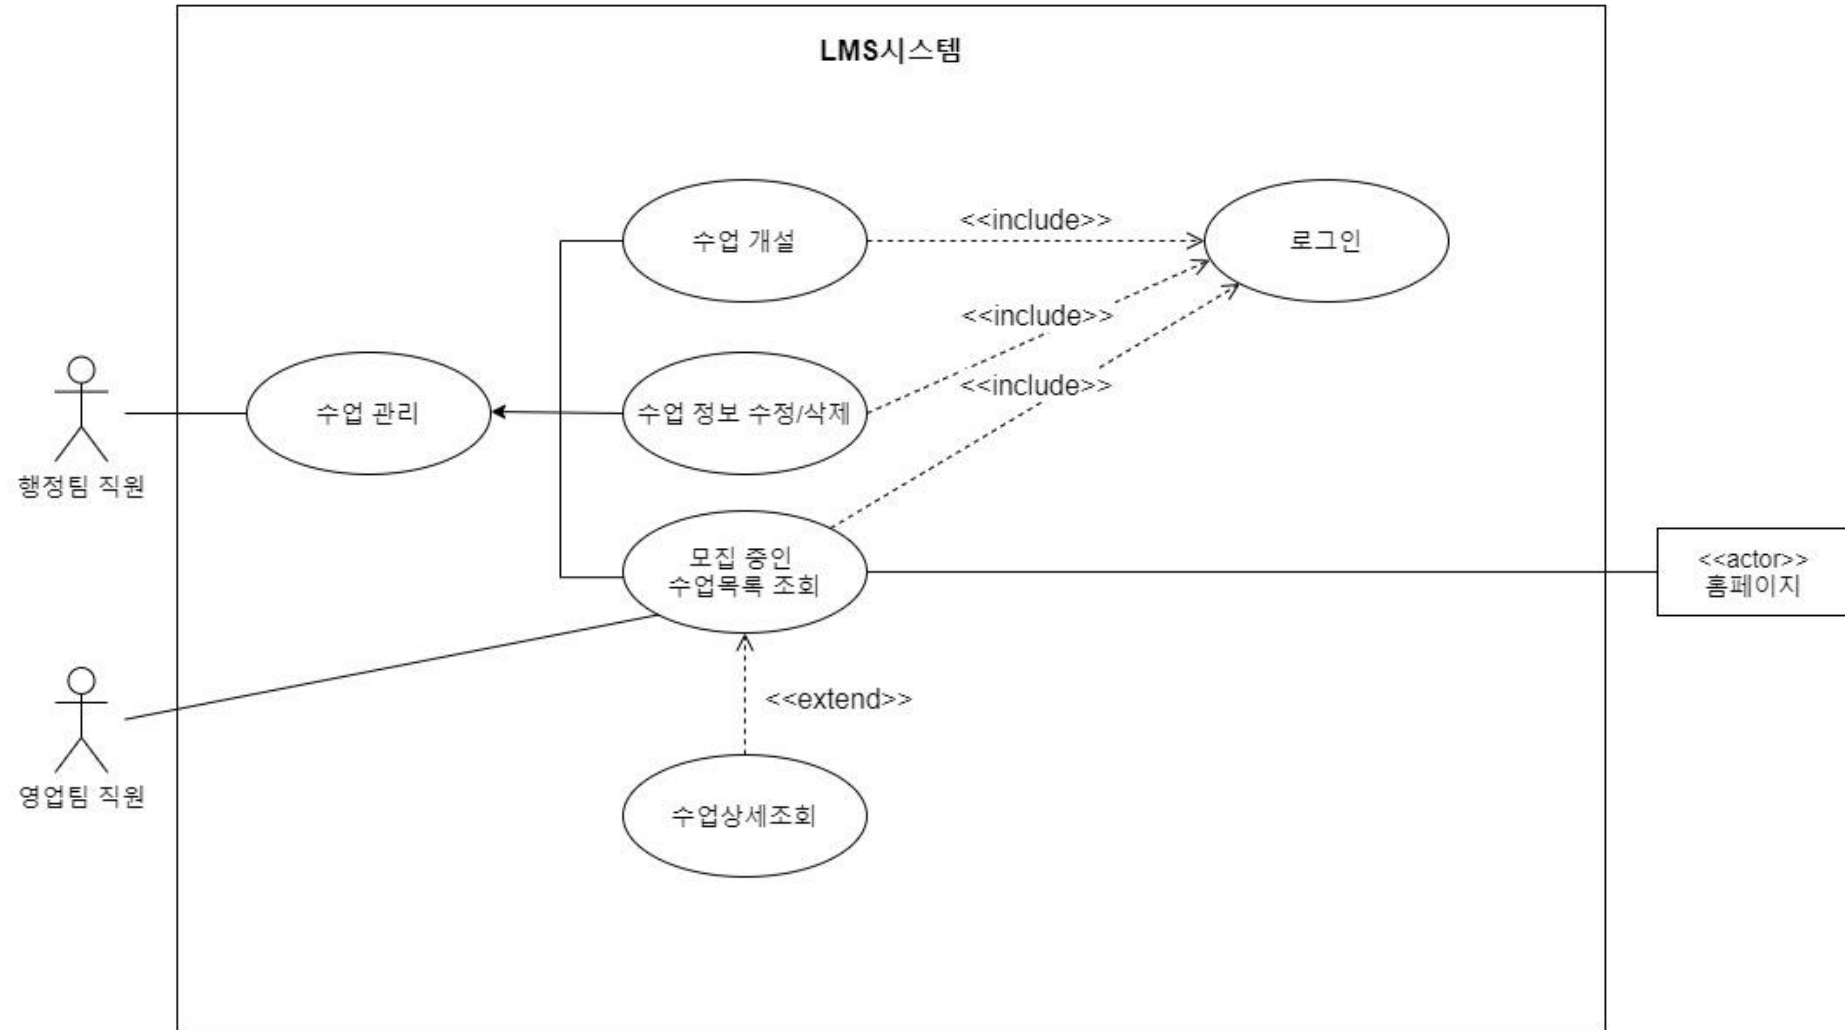 LMS시스템
수업 개설
<<include>>
로그인
<<include>>
<<include>>
수업 관리
수업 정보 수정/삭제
행정팀 직원
모집 중인
수업목록 조회
<<actor>>
홈페이지
<<extend>>
영업팀 직원
수업상세조회